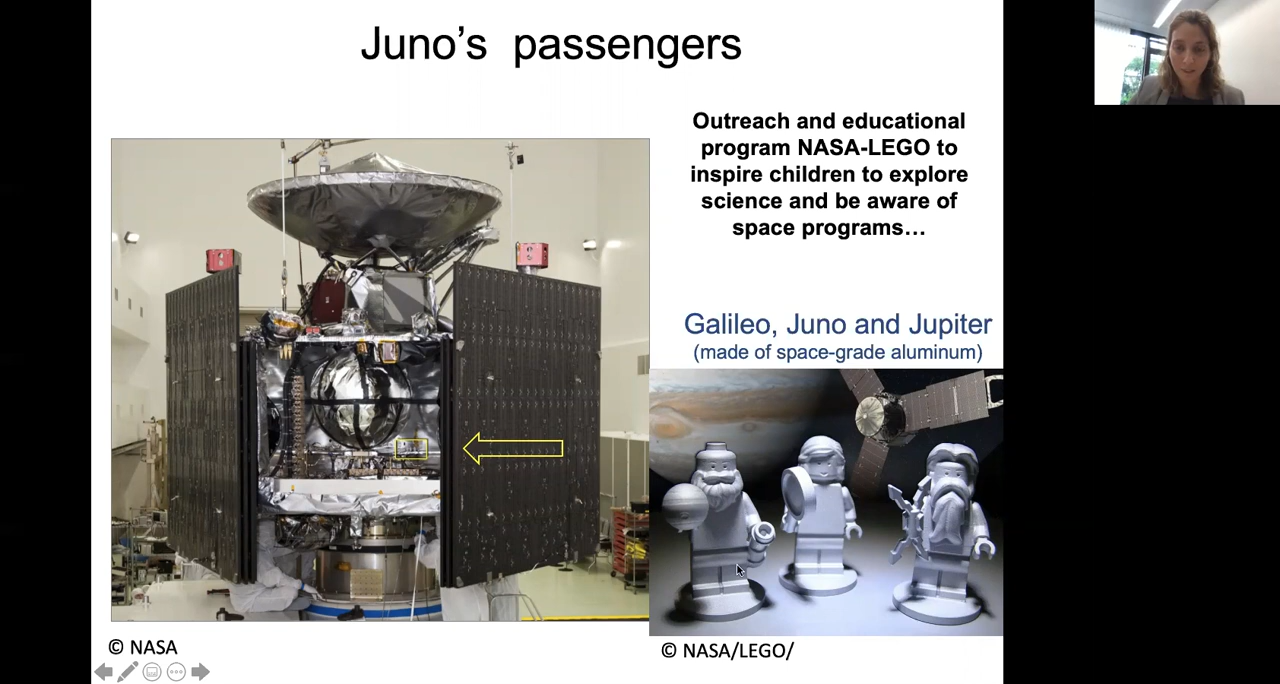 Juno's passengers
Outreach and educational
program NASA-LEGO to
inspire children to explore
science and be aware of
space programs…
Galileo, Juno and Jupiter
(made of space-grade aluminum)
© NASA
© NASA/LEGO/